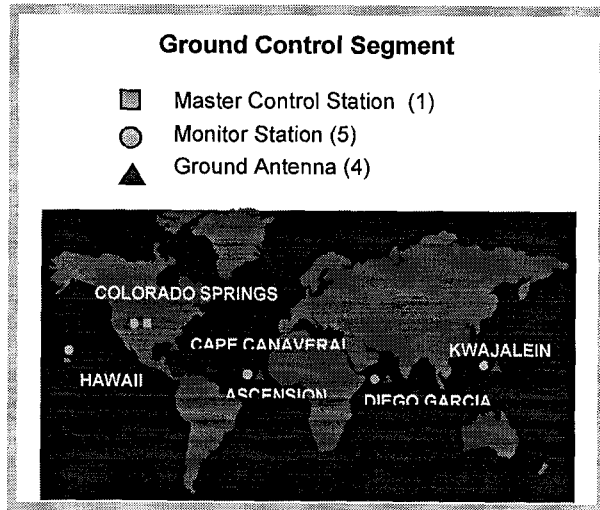 Ground Control Segment
Master Control Station (1)
Monitor Station (5)
Ground Antenna (4)
COLORADO SPRINGS
CAPE CANAVERAL
KWAJALEIN
HAWAII
ASCENSION
DIEGO GARCIA